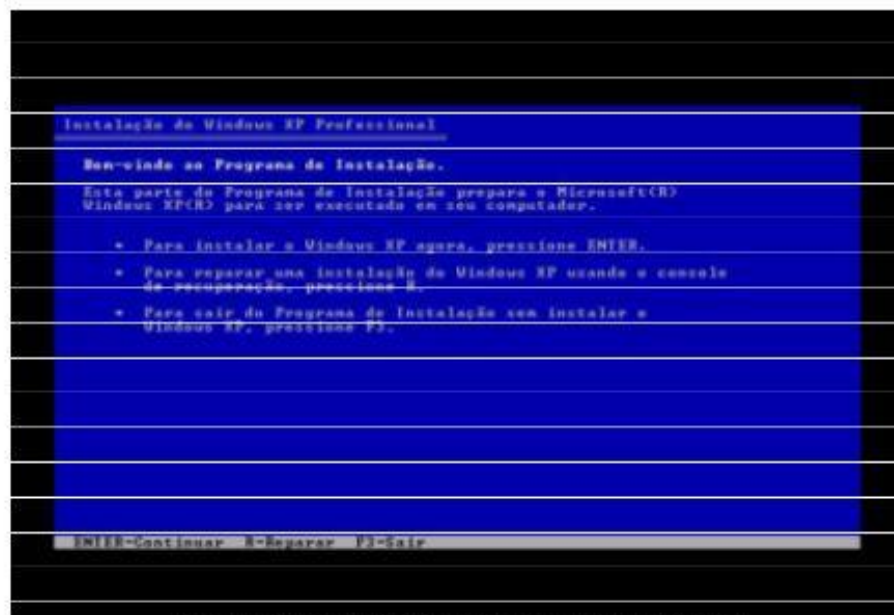 Instalação do Windows XP Professional
Bem-vindo ao Programa de Instalação.
Esta parte do Programa de Instalação prepara o Microsoft(R)
Windows XP(R) para ser executado em seu computador.
• Para instalar o Windows XP agora, pressione ENTER.
• Para reparar uma instalação do Windows XP usando o console
de recuperação, pressione R.
• Para sair do Programa de Instalação sem instalar o
Windows XP, pressione F3.
ENTER=Continuar R=Reparar F3=Sair